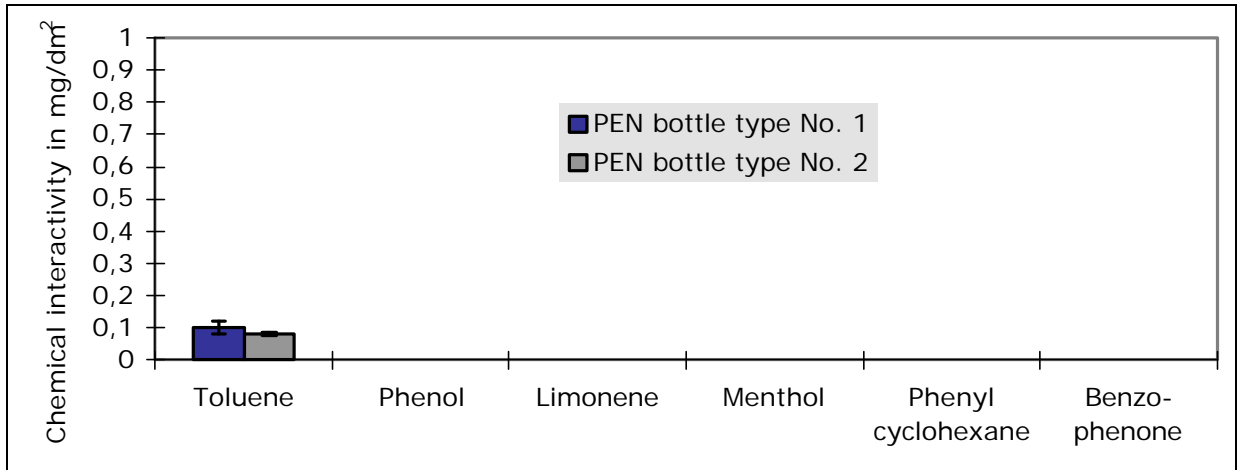 Chemical interactivity in mg/dm²
1
0,9
0,8
0,7
0,6
0,5
0,4
0,3
0,2
0,1
0
PEN bottle type No. 1
PEN bottle type No. 2
Toluene
Phenol
Limonene
Menthol
Phenyl
cyclohexane
Benzo-
phenone